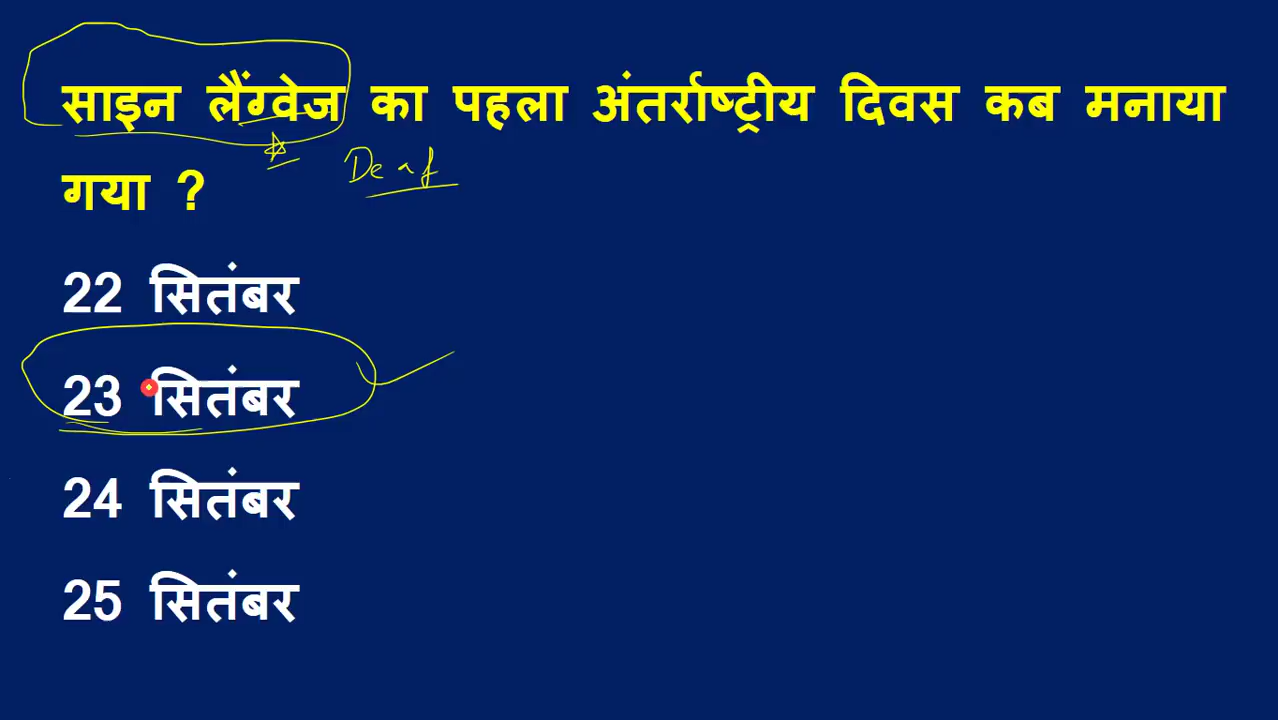 साइन लैंग्वेज का पहला अंतर्राष्ट्रीय दिवस कब मनाया
गया ?
Deaf
22 सितंबर
23 सितंबर
24 सितंबर
25 सितंबर